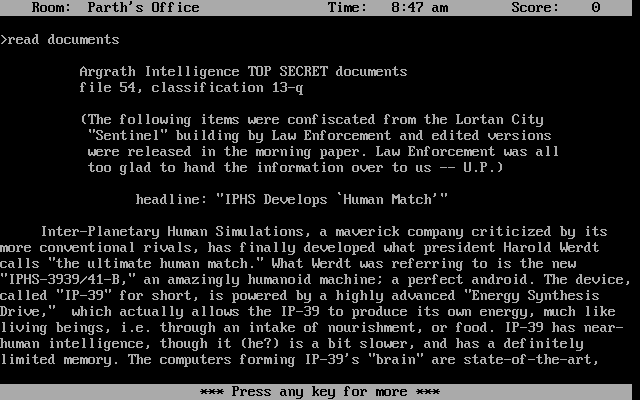 Room:  Parth's Office                Time:   8:47 am        Score:    0
>read documents
Argrath Intelligence TOP SECRET documents
file 54, classification 13-q
(The following items were confiscated from the Lortan City
"Sentinel" building by Law Enforcement and edited versions
were released in the morning paper. Law Enforcement was all
too glad to hand the information over to us -- U.P.)
headline: "IPHS Develops `Human Match'"
Inter-Planetary Human Simulations, a maverick company criticized by its
more conventional rivals, has finally developed what president Harold Werdt
calls "the ultimate human match." What Werdt was referring to is the new
"IPHS-3939/41-B," an amazingly humanoid machine; a perfect android. The device,
called "IP-39" for short, is powered by a highly advanced "Energy Synthesis
Drive,"  which actually allows the IP-39 to produce its own energy, much like
living beings, i.e. through an intake of nourishment, or food. IP-39 has near-
human intelligence, though it (he?) is a bit slower, and has a definitely
limited memory. The computers forming IP-39's "brain" are state-of-the-art,
*** Press any key for more ***